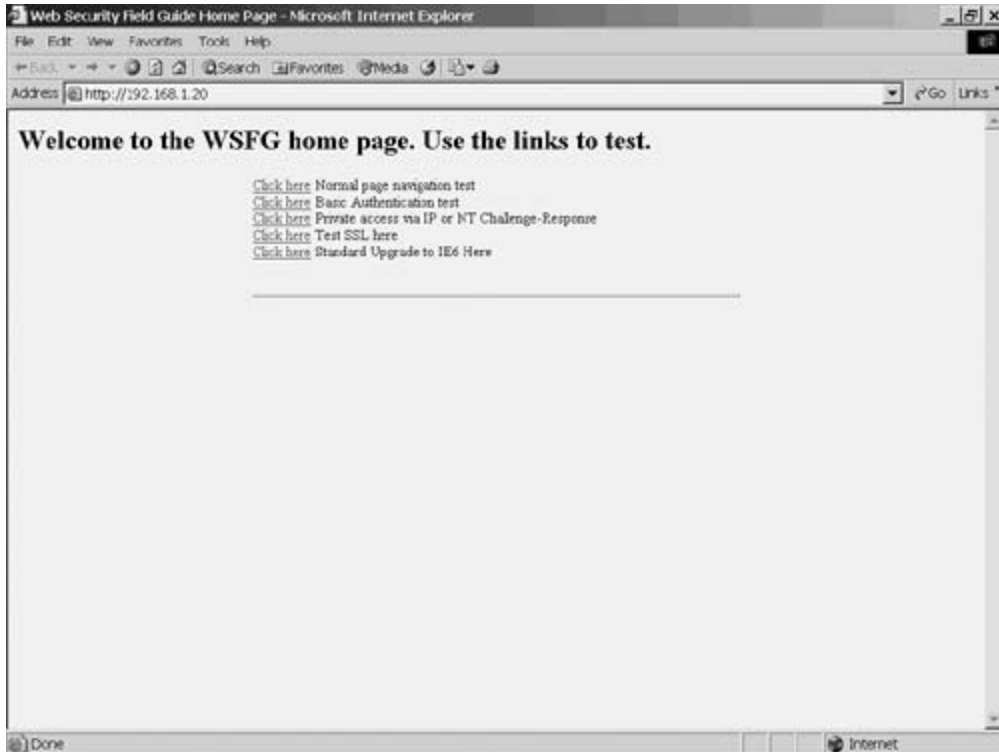 Web Security Field Guide Home Page - Microsoft Internet Explorer
File Edit View Favorites Tools Help
Back Search Favorites Media
Address http://192.168.1.20 Go Links
Welcome to the WSFG home page. Use the links to test.
Click here Normal page navigation test
Click here Basic Authentication test
Click here Private access via IP or NT Challenge-Response
Click here Test SSL here
Click here Standard Upgrade to IE6 Here
Done Internet